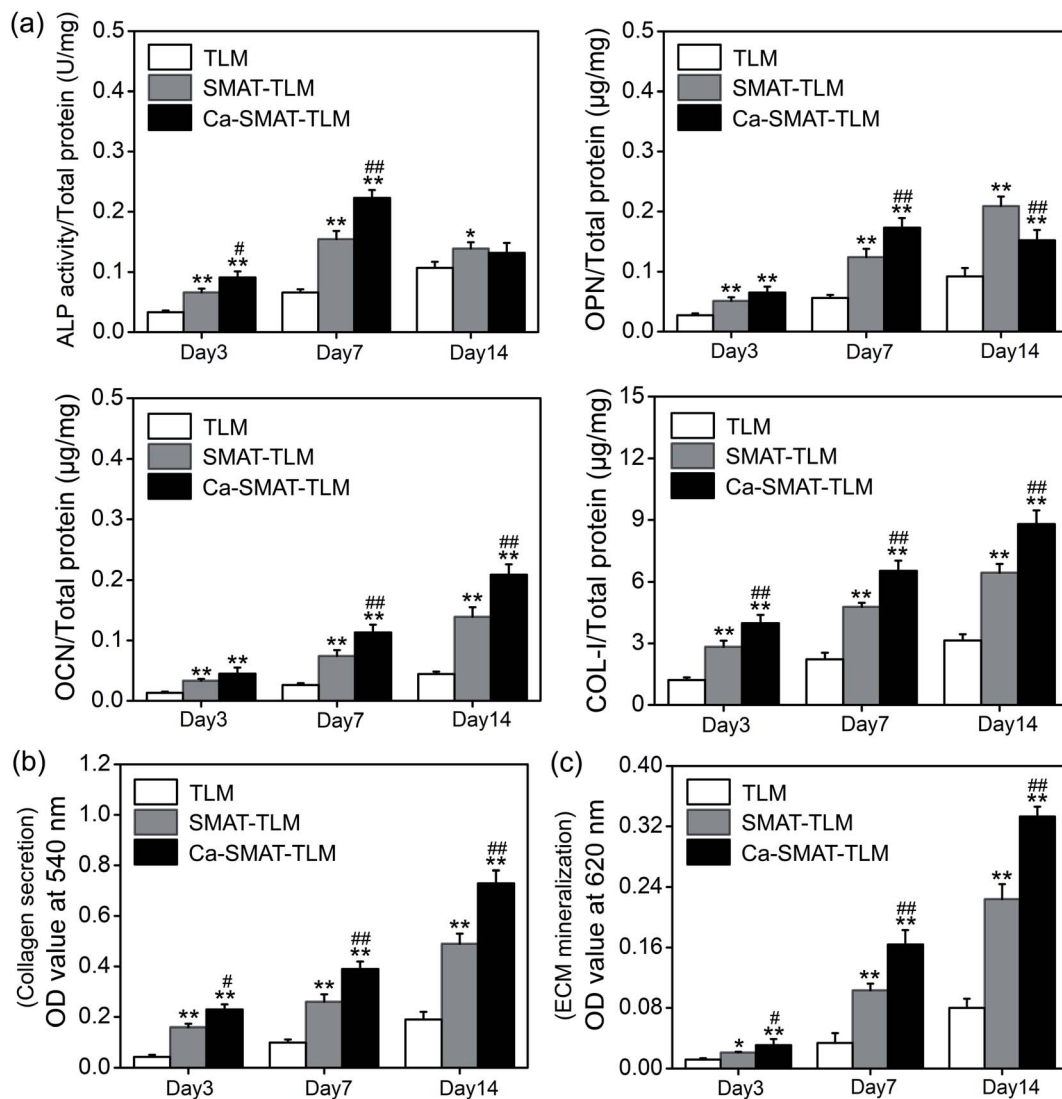 (a)
ALP activity/Total protein (U/mg)
0.5
0.4
0.3
0.2
0.1
0.0
TLM
SMAT-TLM
Ca-SMAT-TLM
#
**
**
##
**
**
*
Day3
Day7
Day14
OPN/Total protein (µg/mg)
0.5
0.4
0.3
0.2
0.1
0.0
TLM
SMAT-TLM
Ca-SMAT-TLM
**
**
##
**
**
**
##
**
Day3
Day7
Day14
OCN/Total protein (µg/mg)
0.5
0.4
0.3
0.2
0.1
0.0
TLM
SMAT-TLM
Ca-SMAT-TLM
**
**
##
**
**
##
**
**
Day3
Day7
Day14
COL-I/Total protein (µg/mg)
15
12
9
6
3
0
TLM
SMAT-TLM
Ca-SMAT-TLM
##
**
**
##
**
**
##
**
**
Day3
Day7
Day14
(b)
(Collagen secretion)
OD value at 540 nm
1.2
1.0
0.8
0.6
0.4
0.2
0.0
TLM
SMAT-TLM
Ca-SMAT-TLM
#
**
**
##
**
**
##
**
**
Day3
Day7
Day14
(c)
(ECM mineralization)
OD value at 620 nm
0.40
0.32
0.24
0.16
0.08
0.00
TLM
SMAT-TLM
Ca-SMAT-TLM
#
**
*
##
**
**
##
**
**
Day3
Day7
Day14